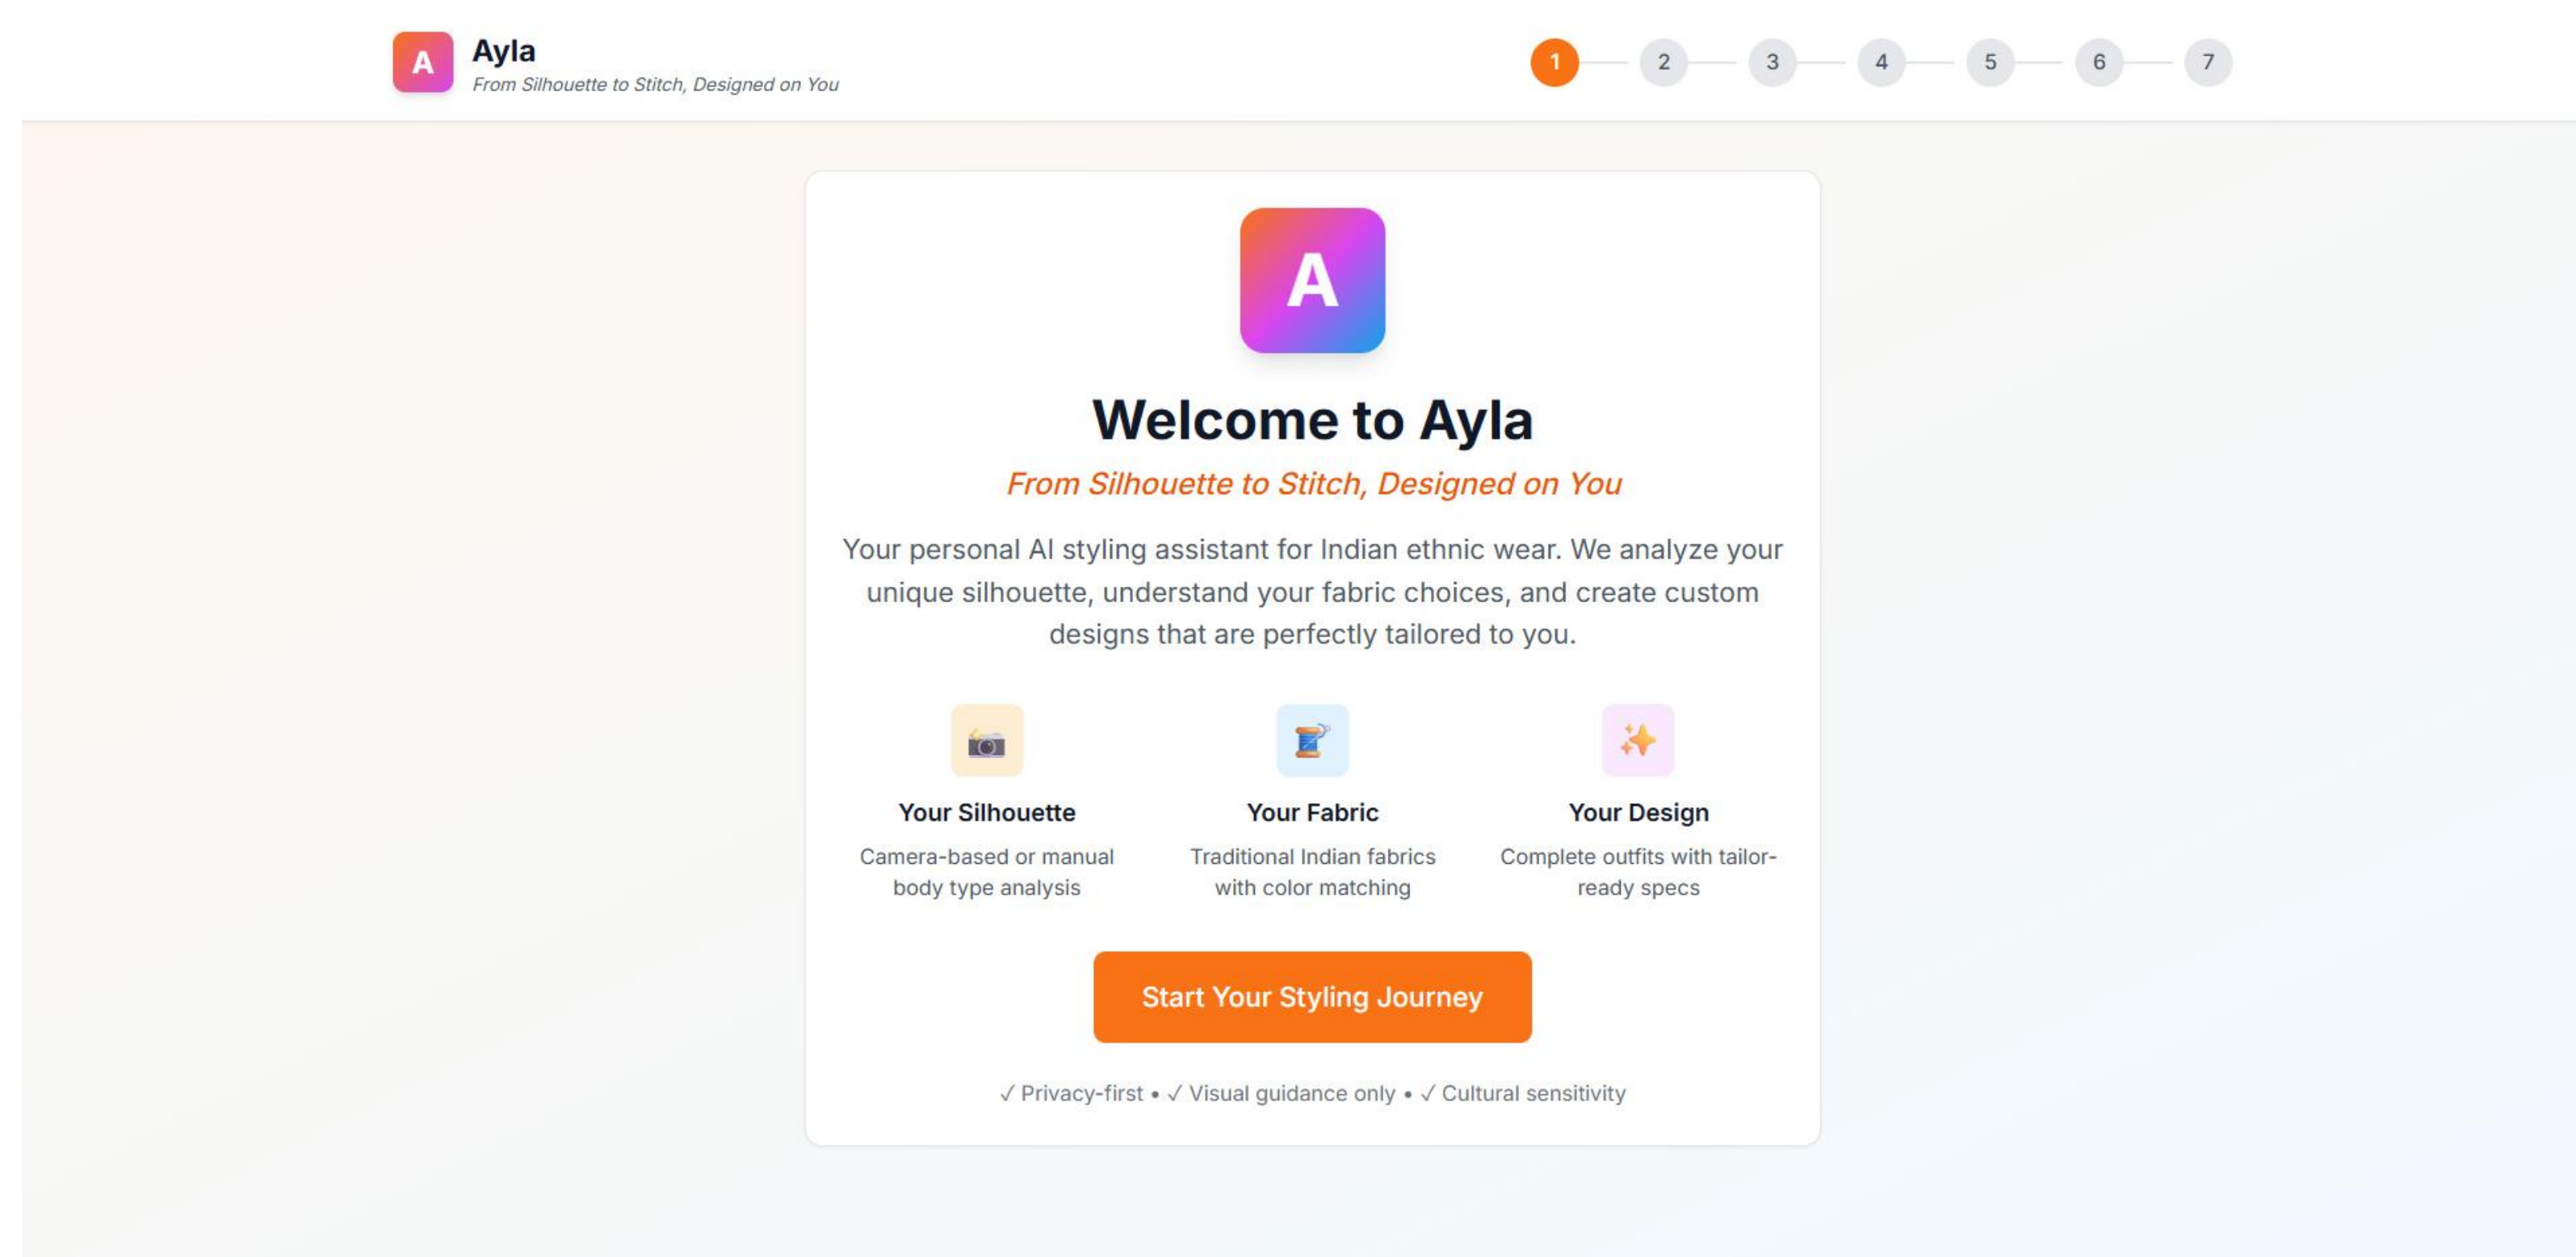 A
Ayla
From Silhouette to Stitch, Designed on You
1 2 3 4 5 6 7
A
Welcome to Ayla
From Silhouette to Stitch, Designed on You
Your personal AI styling assistant for Indian ethnic wear. We analyze your
unique silhouette, understand your fabric choices, and create custom
designs that are perfectly tailored to you.
Your Silhouette
Camera-based or manual
body type analysis
Your Fabric
Traditional Indian fabrics
with color matching
Your Design
Complete outfits with tailor-
ready specs
Start Your Styling Journey
✓ Privacy-first • ✓ Visual guidance only • ✓ Cultural sensitivity